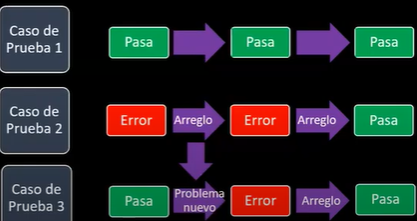 Caso de
Prueba 1
Pasa
Pasa
Pasa
Caso de
Prueba 2
Error
Arreglo
Error
Arreglo
Pasa
Caso de
Prueba 3
Pasa
Problema
nuevo
Error
Arreglo
Pasa